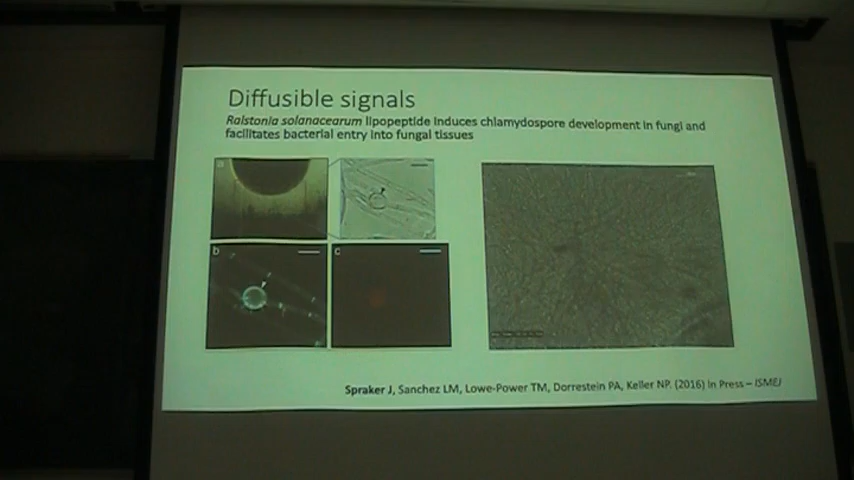 Diffusible signals
Ralstonia solanacearum lipopeptide induces chlamydospore development in fungi and
facilitates bacterial entry into fungal tissues
a
b
c
Spraker J, Sanchez LM, Lowe-Power TM, Dorrestein PA, Keller NP. (2016) In Press – ISMEJ